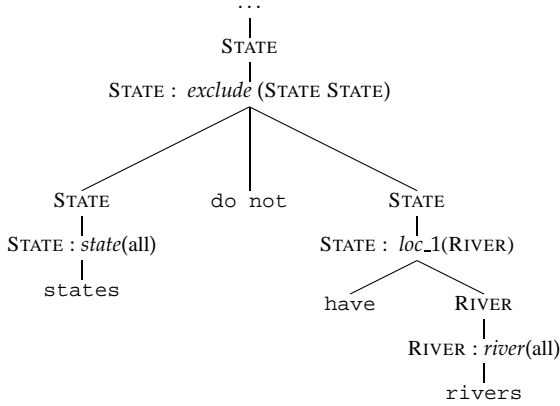 ...
STATE
STATE : exclude (STATE STATE)
STATE do not STATE
STATE : state(all) STATE : loc_1(RIVER)
states
have RIVER
RIVER : river(all)
rivers